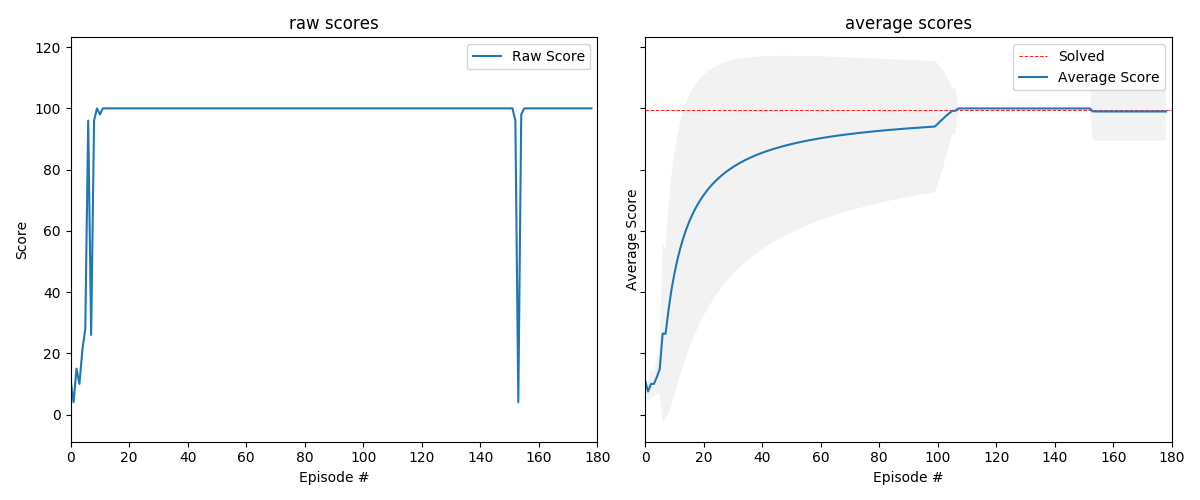 raw scores
120
100
80
60
40
20
0
Score
Raw Score
0 20 40 60 80 100 120 140 160 180
Episode #
average scores
Average Score
Solved
Average Score
0 20 40 60 80 100 120 140 160 180
Episode #